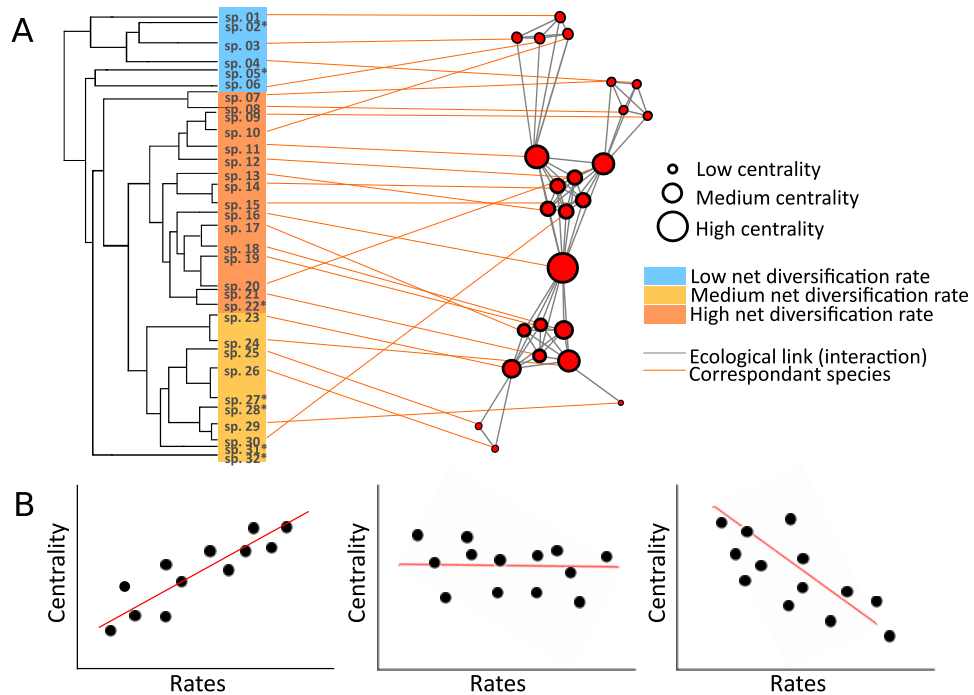 A
sp. 01
sp. 02*
sp. 03
sp. 04
sp. 05*
sp. 06
sp. 07
sp. 08
sp. 09
sp. 10
sp. 11
sp. 12
sp. 13
sp. 14
sp. 15
sp. 16
sp. 17
sp. 18
sp. 19
sp. 20
sp. 21
sp. 22*
sp. 23
sp. 24
sp. 25
sp. 26
sp. 27*
sp. 28*
sp. 29
sp. 30
sp. 31*
sp. 32*
Low centrality
Medium centrality
High centrality
Low net diversification rate
Medium net diversification rate
High net diversification rate
Ecological link (interaction)
Correspondant species
B
Centrality
Rates
Centrality
Rates
Centrality
Rates